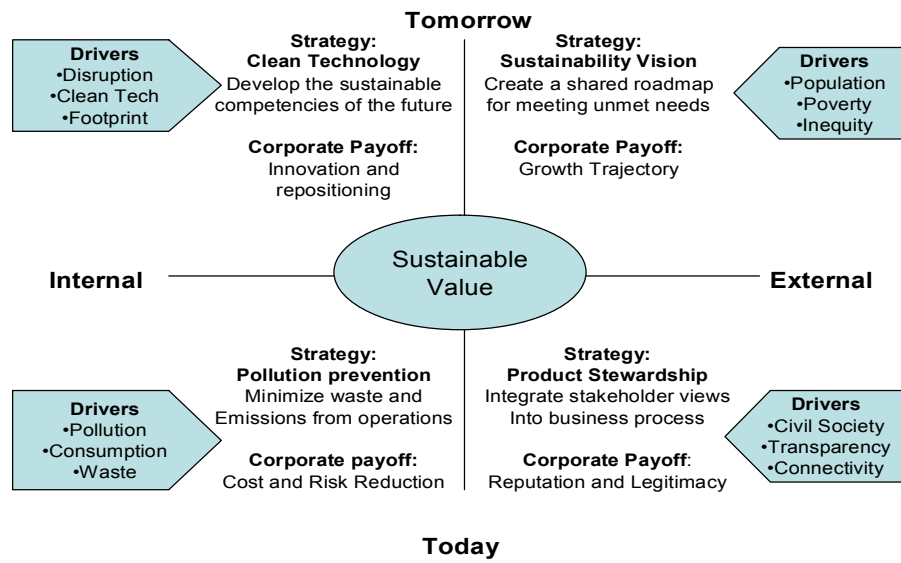 Tomorrow
Drivers
•Disruption
•Clean Tech
•Footprint
Strategy:
Clean Technology
Develop the sustainable
competencies of the future
Corporate Payoff:
Innovation and
repositioning
Strategy:
Sustainability Vision
Create a shared roadmap
for meeting unmet needs
Corporate Payoff:
Growth Trajectory
Drivers
•Population
•Poverty
•Inequity
Internal
Sustainable
Value
External
Drivers
•Pollution
•Consumption
•Waste
Strategy:
Pollution prevention
Minimize waste and
Emissions from operations
Corporate payoff:
Cost and Risk Reduction
Strategy:
Product Stewardship
Integrate stakeholder views
Into business process
Corporate Payoff:
Reputation and Legitimacy
Drivers
•Civil Society
•Transparency
•Connectivity
Today